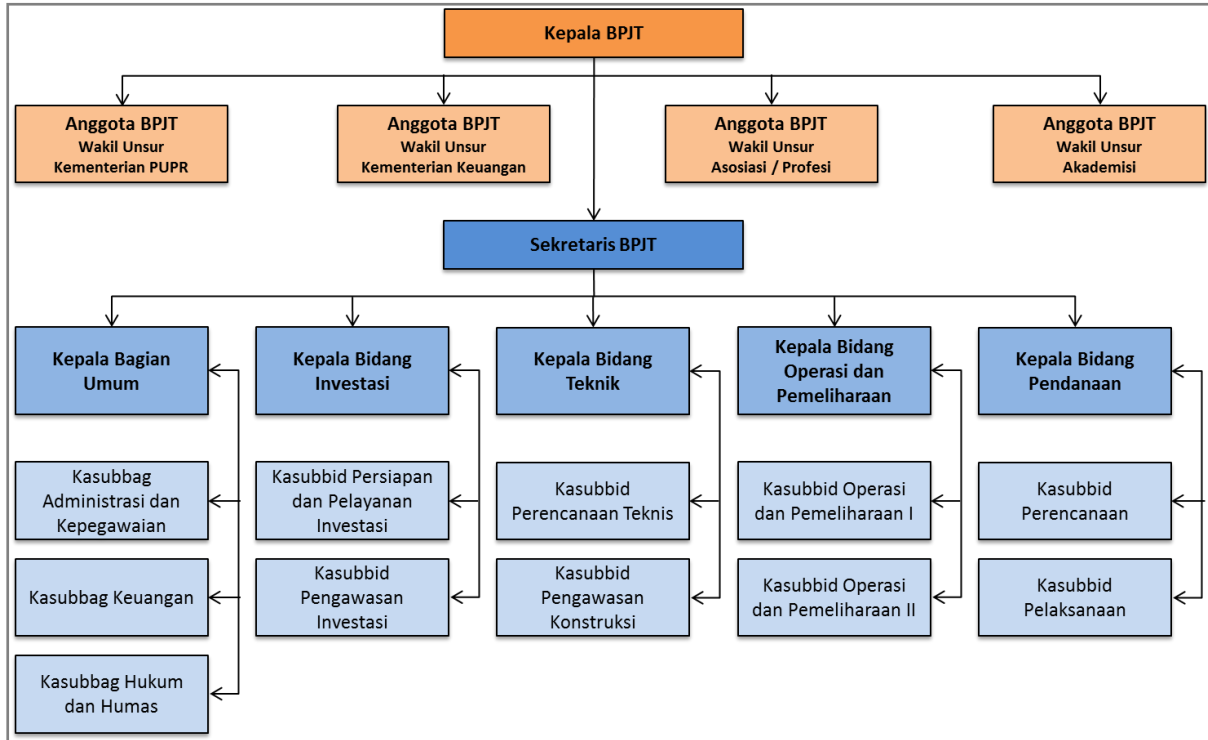 Kepala BPJT
Anggota BPJT
Wakil Unsur
Kementerian PUPR
Anggota BPJT
Wakil Unsur
Kementerian Keuangan
Anggota BPJT
Wakil Unsur
Asosiasi / Profesi
Anggota BPJT
Wakil Unsur
Akademisi
Sekretaris BPJT
Kepala Bagian
Umum
Kepala Bidang
Investasi
Kepala Bidang
Teknik
Kepala Bidang
Operasi dan
Pemeliharaan
Kepala Bidang
Pendanaan
Kasubbag
Administrasi dan
Kepegawaian
Kasubbid Persiapan
dan Pelayanan
Investasi
Kasubbid
Perencanaan Teknis
Kasubbid Operasi
dan Pemeliharaan I
Kasubbid
Perencanaan
Kasubbag Keuangan
Kasubbid
Pengawasan
Investasi
Kasubbid
Pengawasan
Konstruksi
Kasubbid Operasi
dan Pemeliharaan II
Kasubbid
Pelaksanaan
Kasubbag Hukum
dan Humas